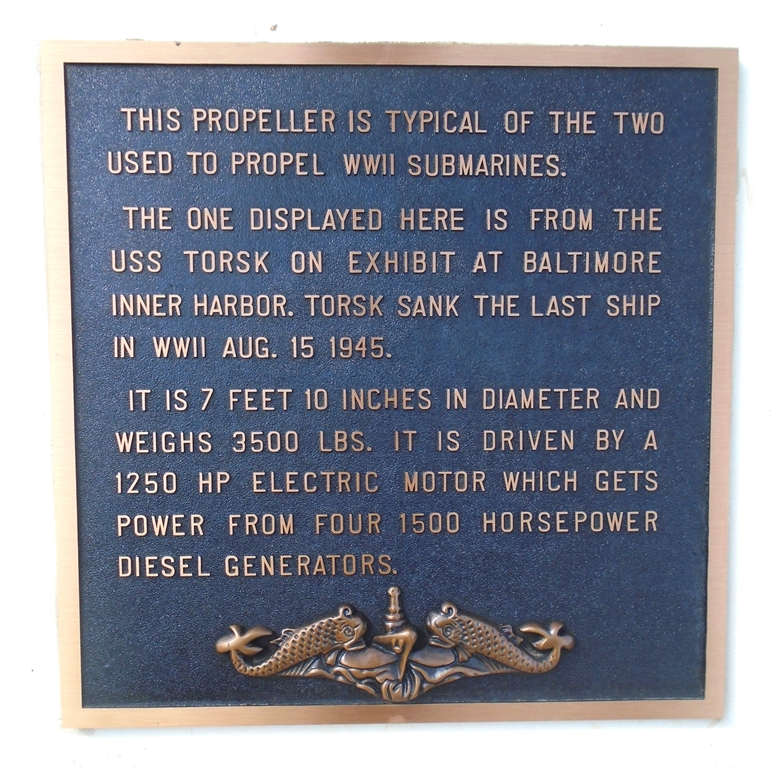 THIS PROPELLER IS TYPICAL OF THE TWO
USED TO PROPEL WWII SUBMARINES.
THE ONE DISPLAYED HERE IS FROM THE
USS TORSK ON EXHIBIT AT BALTIMORE
INNER HARBOR. TORSK SANK THE LAST SHIP
IN WWII AUG. 15 1945.
IT IS 7 FEET 10 INCHES IN DIAMETER AND
WEIGHS 3500 LBS. IT IS DRIVEN BY A
1250 HP ELECTRIC MOTOR WHICH GETS
POWER FROM FOUR 1500 HORSEPOWER
DIESEL GENERATORS.